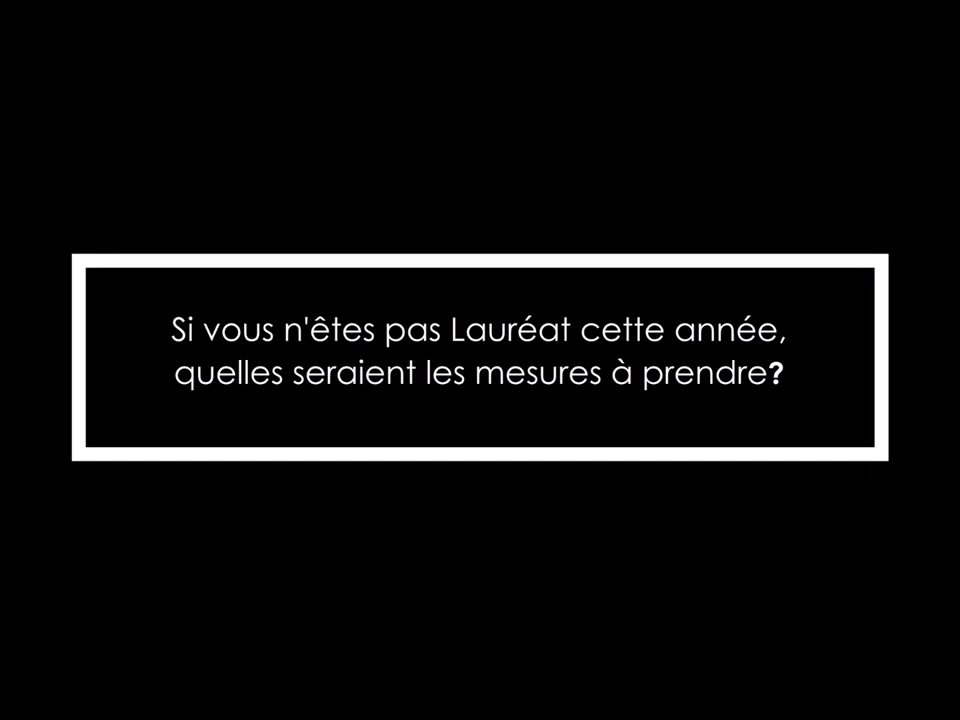 Si vous n'êtes pas Lauréat cette année,
quelles seraient les mesures à prendre?